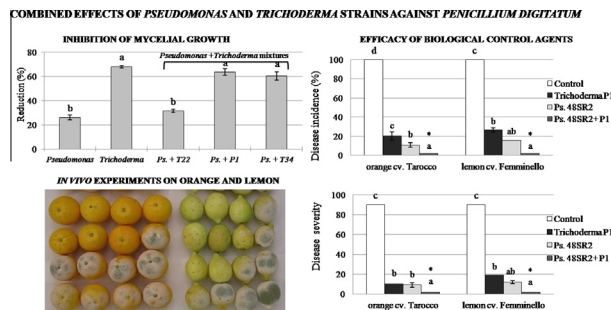 COMBINED EFFECTS OF PSEUDOMONAS AND TRICHODERMA STRAINS AGAINST PENICILLIUM DIGITATUM
INHIBITION OF MYCELIAL GROWTH
Pseudomonas +Trichoderma mixtures
Reduction (%)
80
60
40
20
0
b
a
b
a
a
Pseudomonas
Trichoderma
Ps. + T22
Ps. + P1
Ps. + T34
EFFICACY OF BIOLOGICAL CONTROL AGENTS
Disease incidence (%)
100
80
60
40
20
0
d
c
b
*
a
c
b
ab
*
a
orange cv. Tarocco
lemon cv. Femminello
Control
Trichoderma P1
Ps. 48SR2
Ps. 48SR2+P1
IN VIVO EXPERIMENTS ON ORANGE AND LEMON
Disease severity
100
80
60
40
20
0
c
b
b
*
a
c
b
ab
*
a
orange cv. Tarocco
lemon cv. Femminello
Control
Trichoderma P1
Ps. 48SR2
Ps. 48SR2+P1